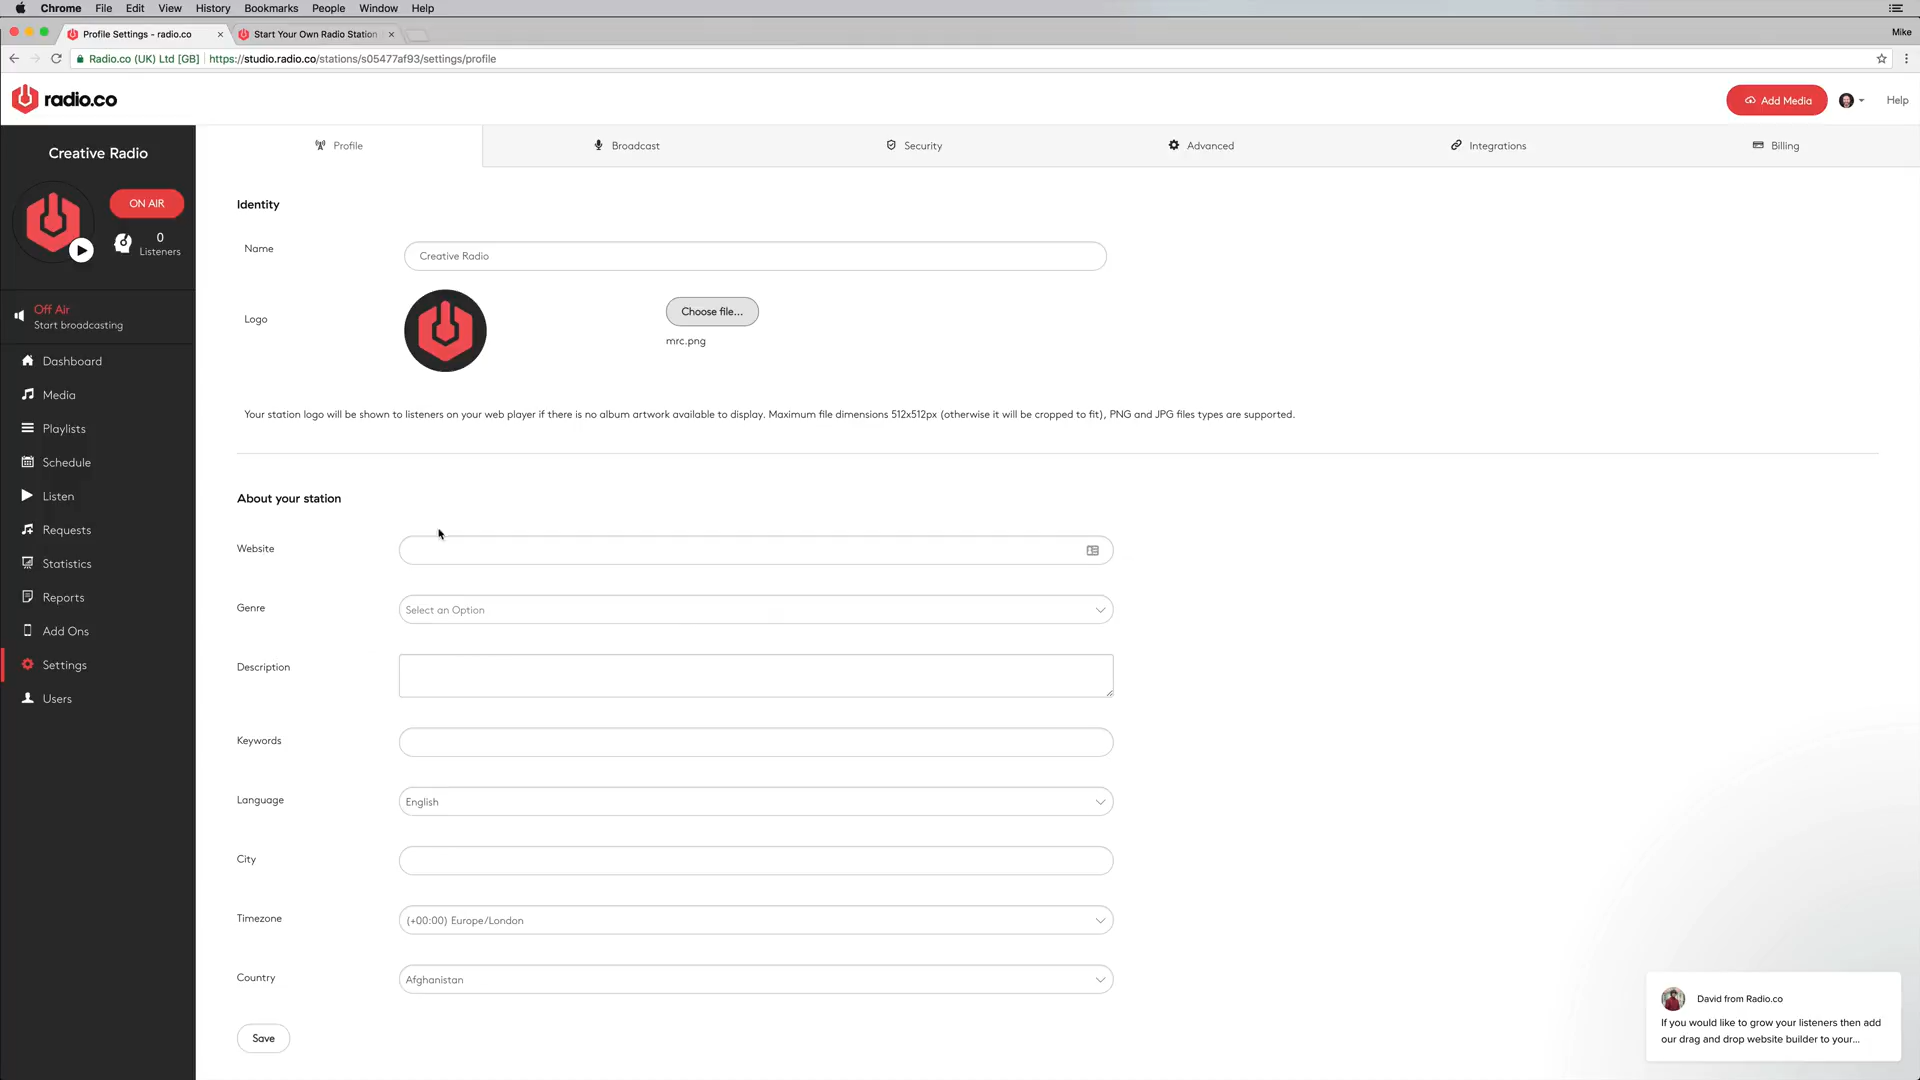 Chrome File Edit View History Bookmarks People Window Help
Profile Settings - radio.co
Start Your Own Radio Station
Mike
Radio.co (UK) Ltd [GB] https://studio.radio.co/stations/s05477af93/settings/profile
radio.co
Add Media
Help
Creative Radio
ON AIR
0
Listeners
Off Air
Start broadcasting
Dashboard
Media
Playlists
Schedule
Listen
Requests
Statistics
Reports
Add Ons
Settings
Users
Profile
Broadcast
Security
Advanced
Integrations
Billing
Identity
Name
Creative Radio
Logo
Choose file...
mrc.png
Your station logo will be shown to listeners on your web player if there is no album artwork available to display. Maximum file dimensions 512x512px (otherwise it will be cropped to fit), PNG and JPG files types are supported.
About your station
Website
Genre
Select an Option
Description
Keywords
Language
English
City
Timezone
(+00:00) Europe/London
Country
Afghanistan
Save
David from Radio.co
If you would like to grow your listeners then add
our drag and drop website builder to your...